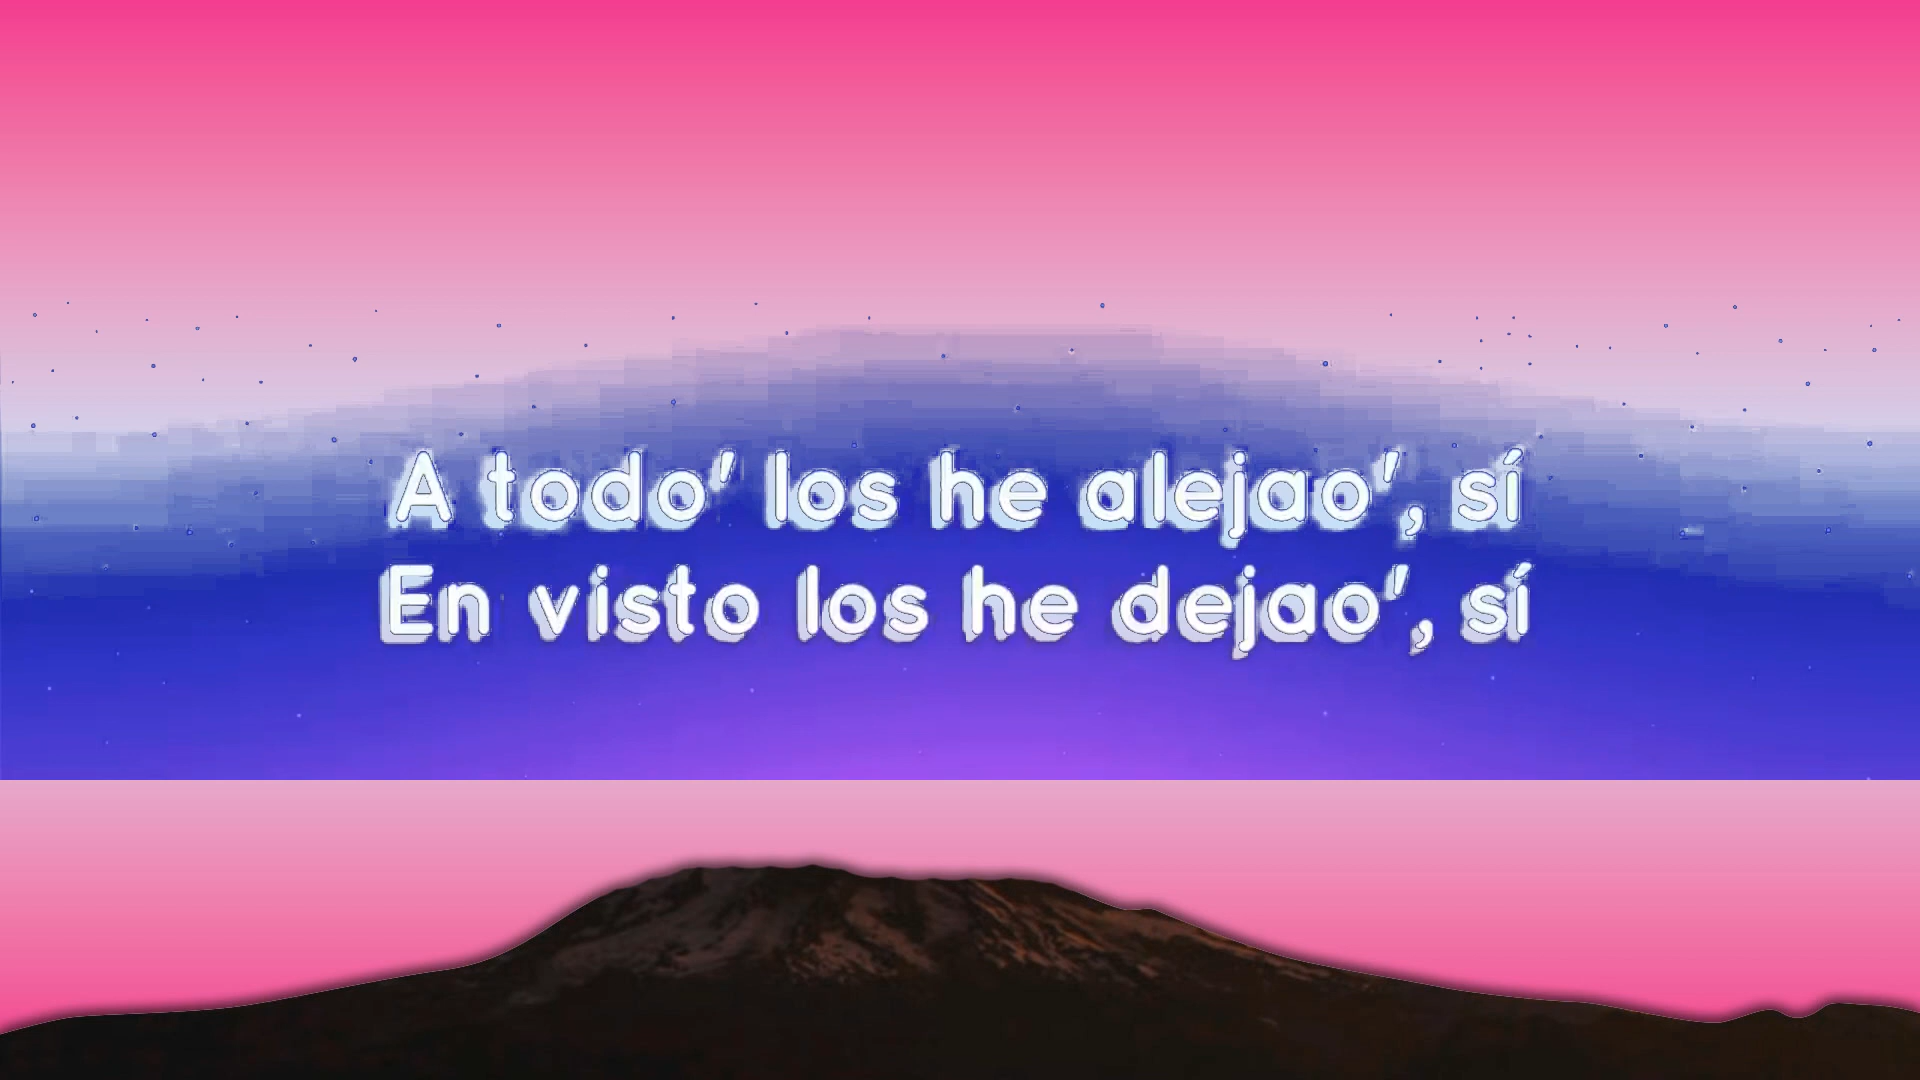 A todo' los he alejao', sí
En visto los he dejao', sí